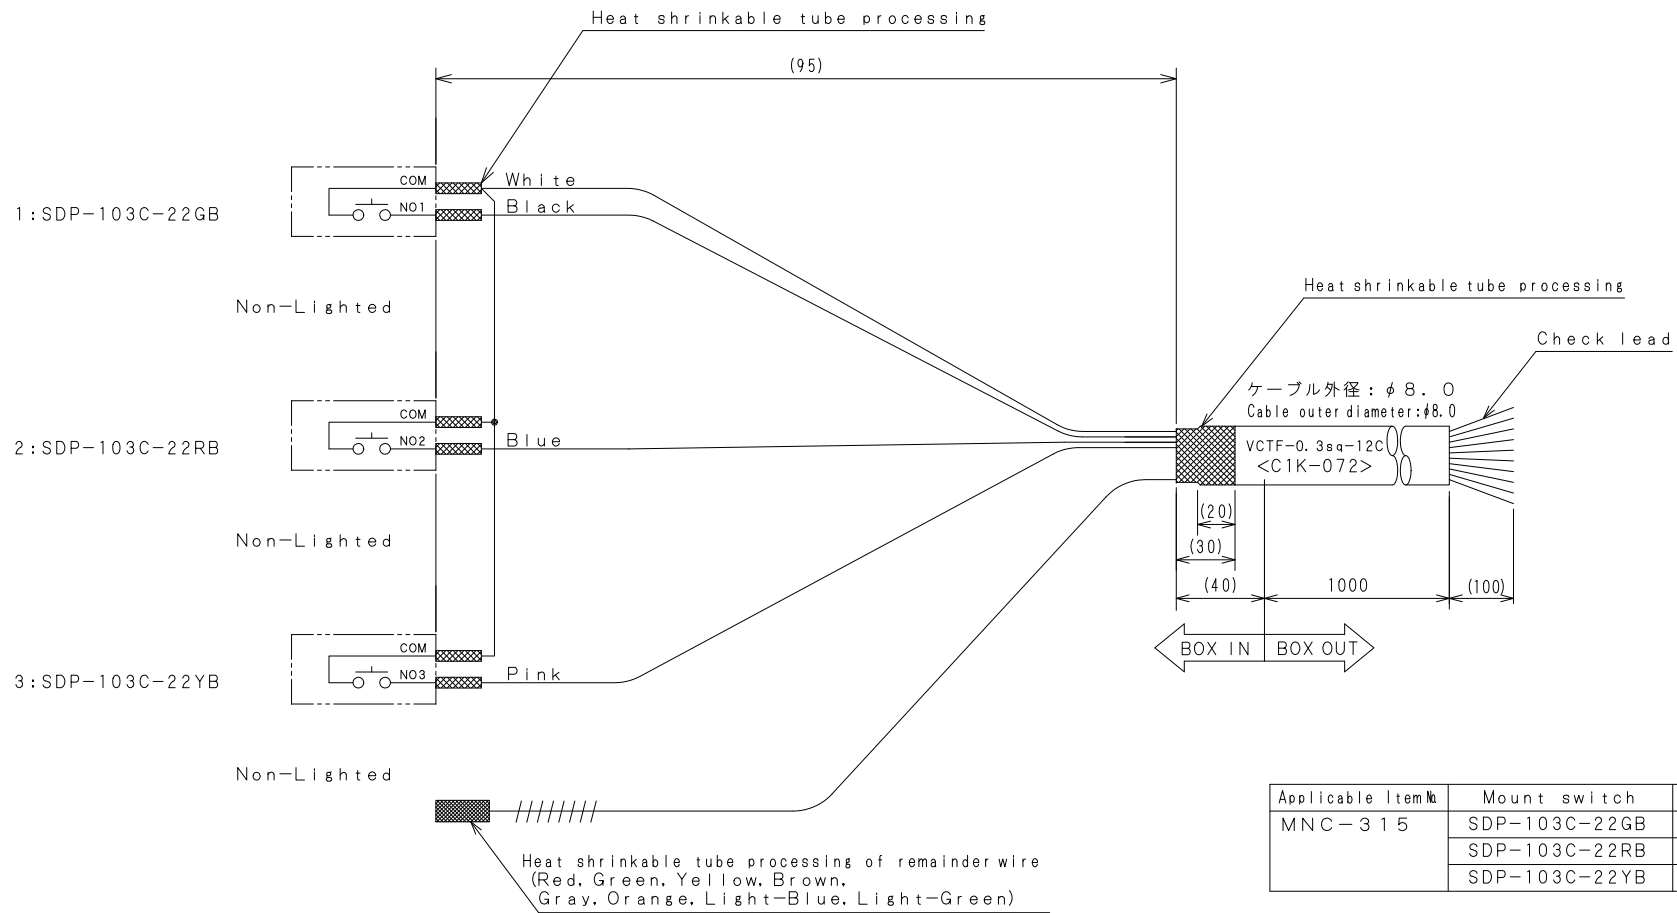 Heat shrinkable tube processing
(95)
COM
White
1:SDP-103C-22GB
NO1
Black
Non-Lighted
Heat shrinkable tube processing
Check lead
ケーブル外径：φ8．0
Cable outer diameter:φ8.0
COM
2:SDP-103C-22RB
NO2
Blue
VCTF-0.3sq-12C
<C1K-072>
(20)
Non-Lighted
(30)
(40)
1000
(100)
BOX IN
BOX OUT
COM
3:SDP-103C-22YB
NO3
Pink
Non-Lighted
Applicable Item№
Mount switch
MNC-315
SDP-103C-22GB
SDP-103C-22RB
SDP-103C-22YB
Heat shrinkable tube processing of remainder wire
(Red, Green, Yellow, Brown,
Gray, Orange, Light-Blue, Light-Green)